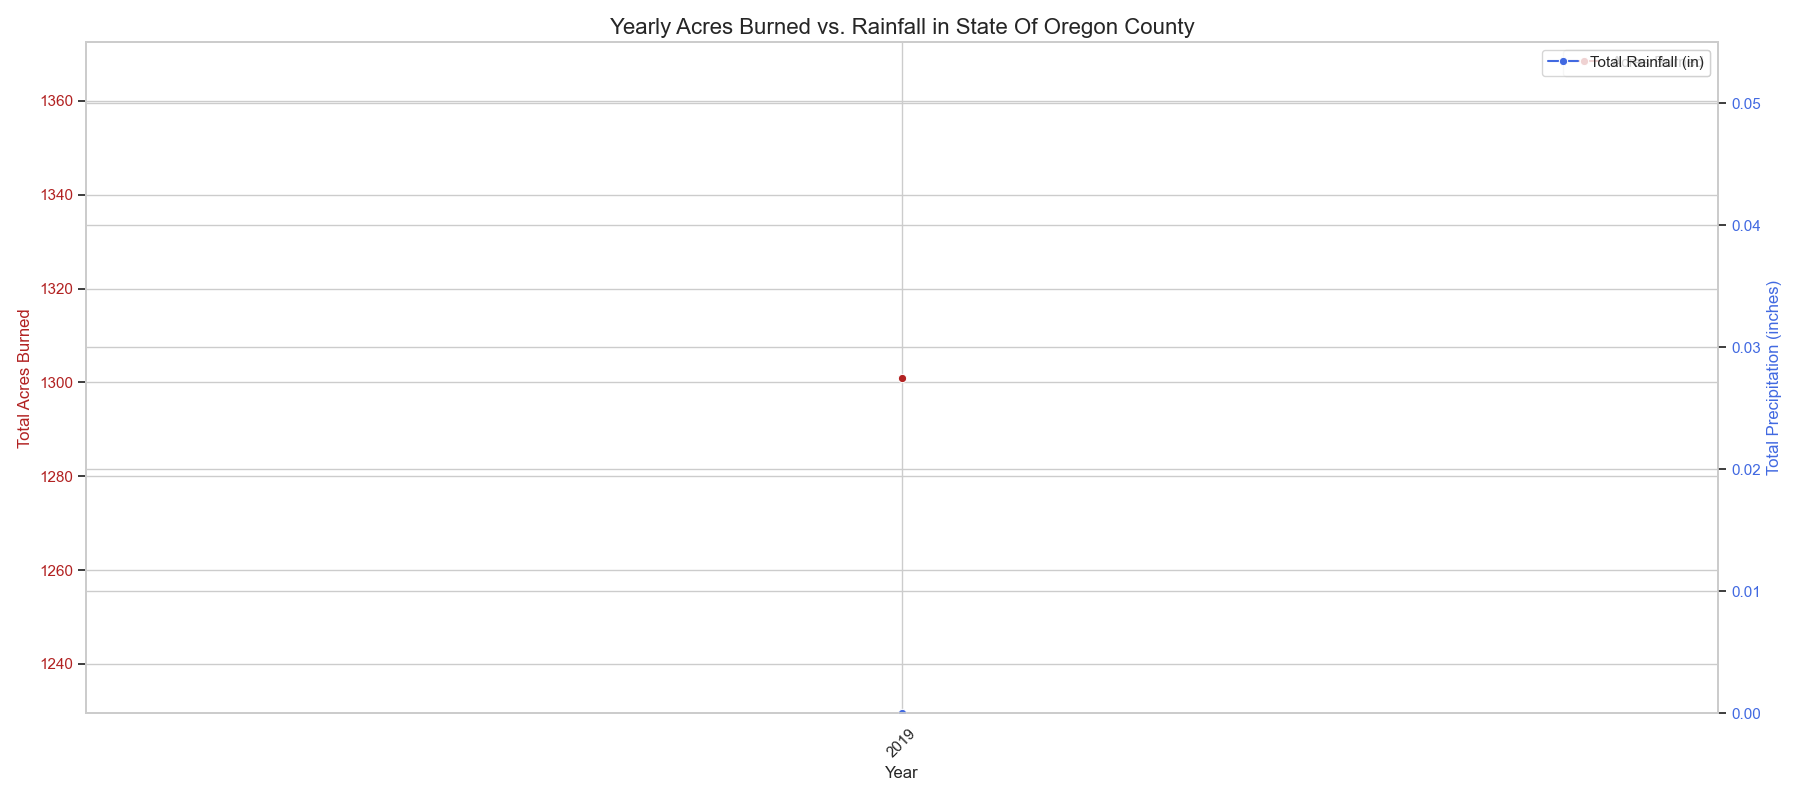 Yearly Acres Burned vs. Rainfall in State Of Oregon County
Total Rainfall (in)
1360
1340
1320
1300
1280
1260
1240
Total Acres Burned
0.05
0.04
0.03
0.02
0.01
0.00
Total Precipitation (inches)
2019
Year